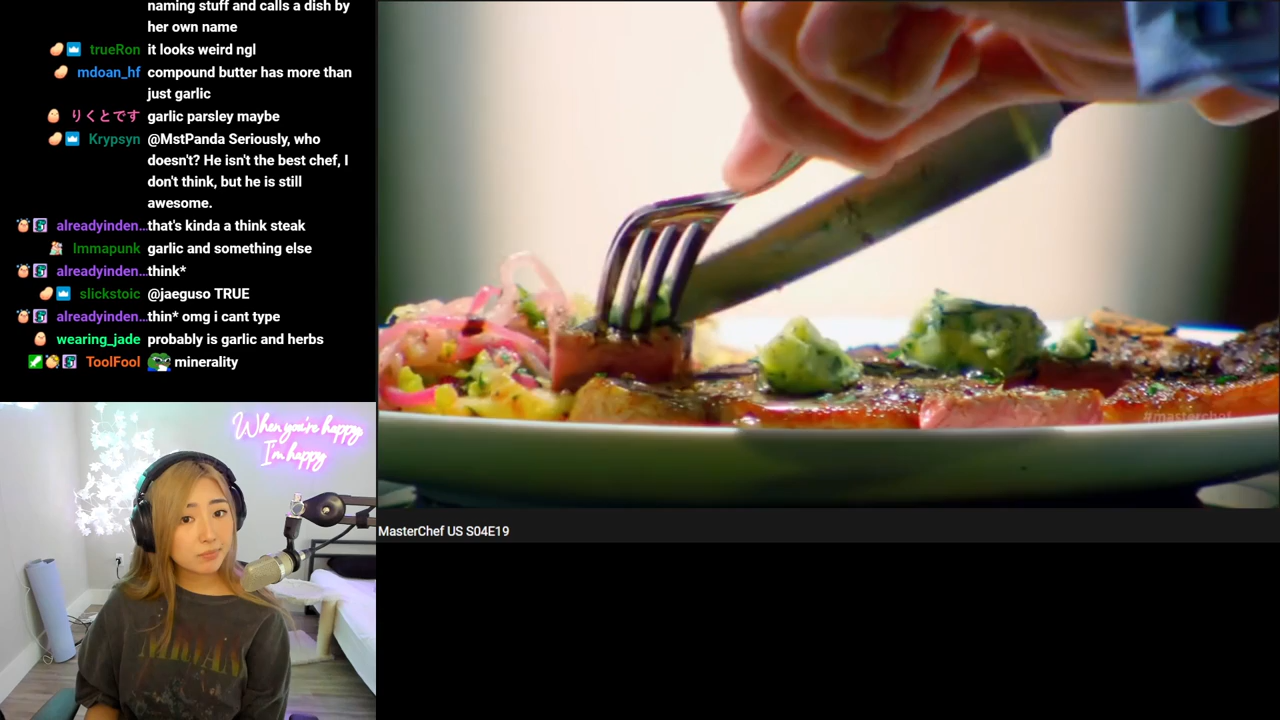 naming stuff and calls a dish by
her own name
trueRon it looks weird ngl
mdoan_hf compound butter has more than
just garlic
りくとです garlic parsley maybe
Krypsyn @MstPanda Seriously, who
doesn't? He isn't the best chef, I
don't think, but he is still
awesome.
alreadyinden... that's kinda a think steak
Immapunk garlic and something else
alreadyinden... think*
slickstoic @jaeguso TRUE
alreadyinden... thin* omg i cant type
wearing_jade probably is garlic and herbs
ToolFool minerality
When you're happy
I'm happy
#masterchef
MasterChef US S04E19